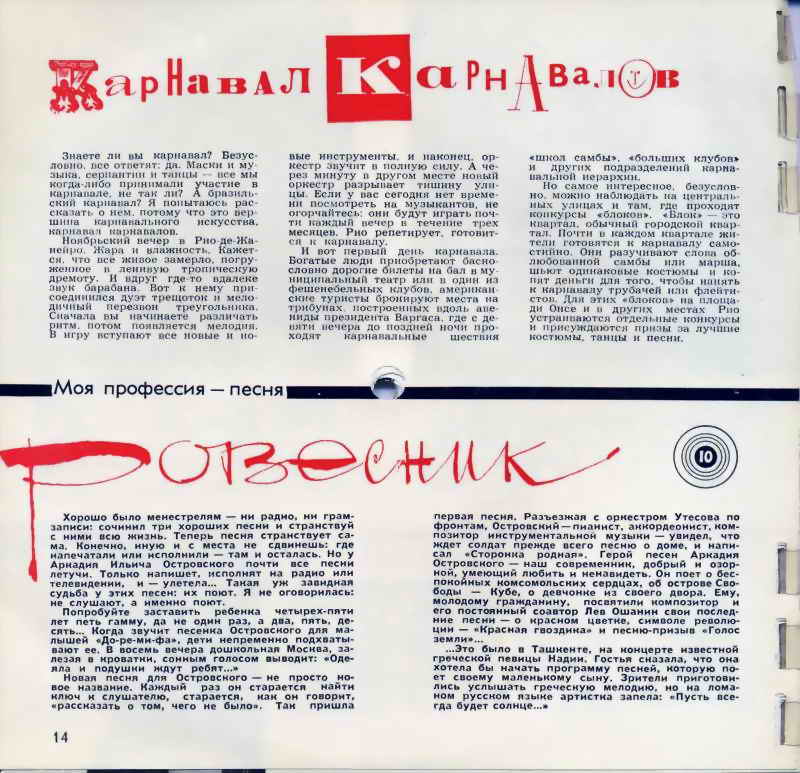 Карнавал Карнавалов
Знаете ли вы карнавал? Безус-
ловно, все ответят: да. Маски и му-
зыка, серпантин и танцы — все мы
когда-либо принимали участие в
карнавале, не так ли? А бразиль-
ский карнавал? Я попытаюсь рас-
сказать о нем, потому что это вер-
шина карнавального искусства,
карнавал карнавалов.
Ноябрьский вечер в Рио-де-Жа-
нейро. Жара и влажность. Кажет-
ся, что все живое замерло, погру-
женное в ленивую тропическую
дремоту. И вдруг где-то вдалеке
звук барабана. Вот к нему при-
соединился дуэт трещоток и мело-
дичный перезвон треугольника.
Сначала вы начинаете различать
ритм, потом появляется мелодия.
В игру вступают все новые и но-
вые инструменты, и наконец, ор-
кестр звучит в полную силу. А че-
рез минуту в другом месте новый
оркестр разрывает тишину ули-
цы. Если у вас сегодня нет време-
ни посмотреть на музыкантов, не
огорчайтесь: они будут играть поч-
ти каждый вечер в течение трех
месяцев. Рио репетирует, готовит-
ся к карнавалу.
И вот первый день карнавала.
Богатые люди приобретают басно-
словно дорогие билеты на бал в му-
ниципальный театр или в один из
фешенебельных клубов, американ-
ские туристы бронируют места на
трибунах, построенных вдоль аве-
ниды президента Варгаса, где с де-
вяти вечера до поздней ночи про-
ходят карнавальные шествия
«школ самбы», «больших клубов»
и других подразделений карна-
вальной иерархии.
Но самое интересное, безуслов-
но, можно наблюдать на централь-
ных улицах и там, где проходят
конкурсы «блоков». «Блок» — это
квартал, обычный городской квар-
тал. Почти в каждом квартале жи-
тели готовятся к карнавалу само-
стийно. Они разучивают слова об-
любованной самбы или марша,
шьют одинаковые костюмы и ко-
пят деньги для того, чтобы нанять
к карнавалу трубачей или флейти-
стов. Для этих «блоков» на площа-
ди Онсе и в других местах Рио
устраиваются отдельные конкурсы
и присуждаются призы за лучшие
костюмы, танцы и песни.
Моя профессия — песня
Ровесник
10
Хорошо было менестрелям — ни радио, ни грам-
записи: сочинил три хороших песни и странствуй
с ними всю жизнь. Теперь песня странствует са-
ма. Конечно, иную и с места не сдвинешь: где
напечатали или исполнили — там и осталась. Но у
Аркадия Ильича Островского почти все песни
летучи. Только напишет, исполнят на радио или
телевидении, и — улетела... Такая уж завидная
судьба у этих песен: их поют. Я не оговорилась:
не слушают, а именно поют.
Попробуйте заставить ребенка четырех-пяти
лет петь гамму, да не один раз, а два, пять, де-
сять... Когда звучит песенка Островского для ма-
лышей «До-ре-ми-фа», дети непременно подхваты-
вают ее. В восемь вечера дошкольная Москва, за-
лезая в кроватки, сонным голосом выводит: «Оде-
яла и подушки ждут ребят...»
Новая песня для Островского — не просто но-
вое название. Каждый раз он старается найти
ключ к слушателю, старается, как он говорит,
«рассказать о том, чего не было». Так пришла
первая песня. Разъезжая с оркестром Утесова по
фронтам, Островский — пианист, аккордеонист, ком-
позитор инструментальной музыки — увидел, что
ждет солдат прежде всего песню о доме, и напи-
сал «Сторонка родная». Герой песен Аркадия
Островского — наш современник, добрый и озор-
ной, умеющий любить и ненавидеть. Он поет о бес-
покойных комсомольских сердцах, об острове Сво-
боды — Кубе, о девчонке из своего двора. Ему,
молодому гражданину, посвятили композитор и
его постоянный соавтор Лев Ошанин свои послед-
ние песни — о красном цветке, символе револю-
ции — «Красная гвоздика» и песню-призыв «Голос
земли»...
...Это было в Ташкенте, на концерте известной
греческой певицы Надии. Гостья сказала, что она
хотела бы начать программу песней, которую по-
ет своему маленькому сыну. Зрители приготови-
лись услышать греческую мелодию, но на лома-
ном русском языке артистка запела: «Пусть все-
гда будет солнце...»
14